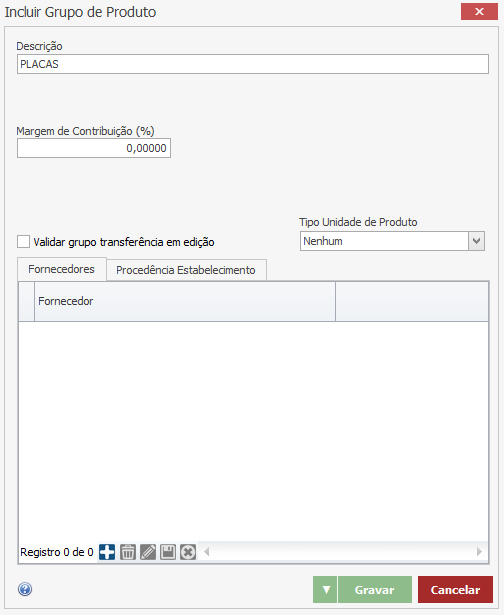 Incluir Grupo de Produto
Descrição
PLACAS
Margem de Contribuição (%)
0,00000
Tipo Unidade de Produto
Validar grupo transferência em edição
Nenhum
Fornecedores
Procedência Estabelecimento
Fornecedor
Registro 0 de 0
Gravar
Cancelar